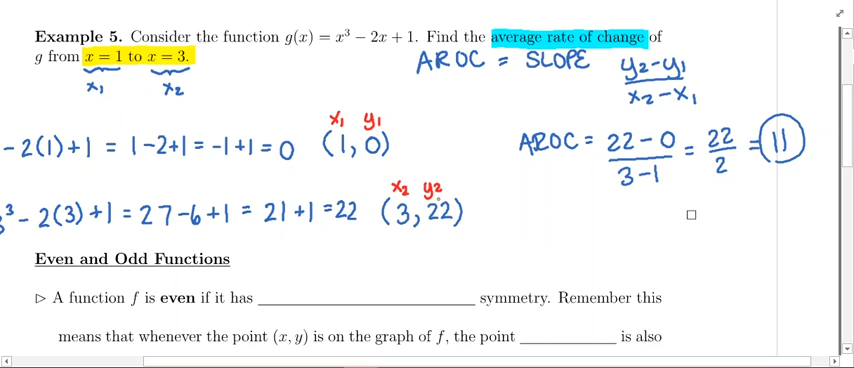 Example 5. Consider the function g(x) = x³ − 2x + 1. Find the average rate of change of
g from x = 1 to x = 3.
x₁ x₂
AROC = SLOPE (y₂-y₁)/(x₂-x₁)
x₁ y₁
- 2(1)+1 = 1-2+1 = -1+1 = 0 (1, 0)
AROC = (22-0)/(3-1) = 22/2 = 11
x₂ y₂
³ - 2(3)+1 = 27-6+1 = 21+1 = 22 (3, 22)
□
Even and Odd Functions
▷ A function f is even if it has ____________________ symmetry. Remember this
means that whenever the point (x, y) is on the graph of f, the point _________ is also